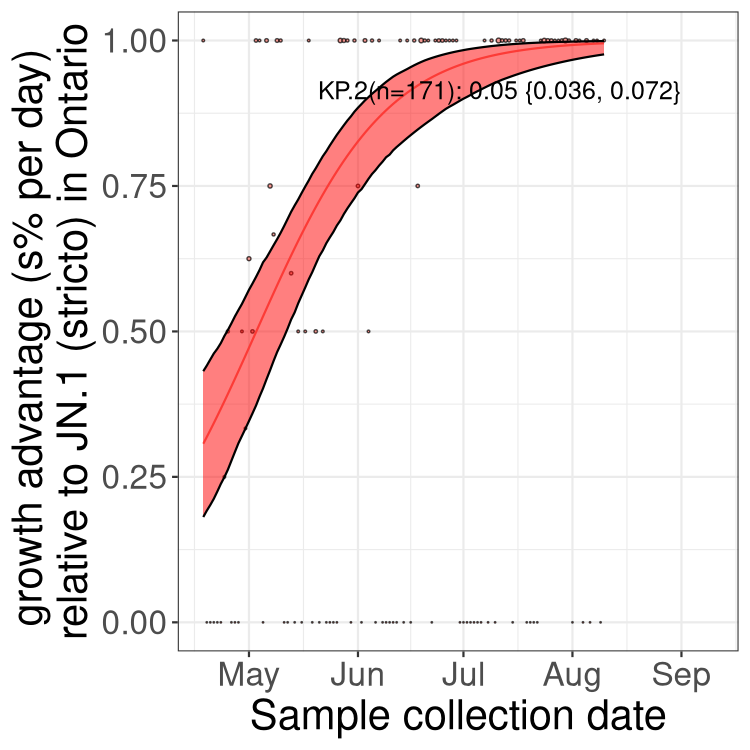 growth advantage (s% per day)
relative to JN.1 (stricto) in Ontario
1.00
0.75
0.50
0.25
0.00
KP.2(n=171): 0.05 {0.036, 0.072}
May Jun Jul Aug Sep
Sample collection date